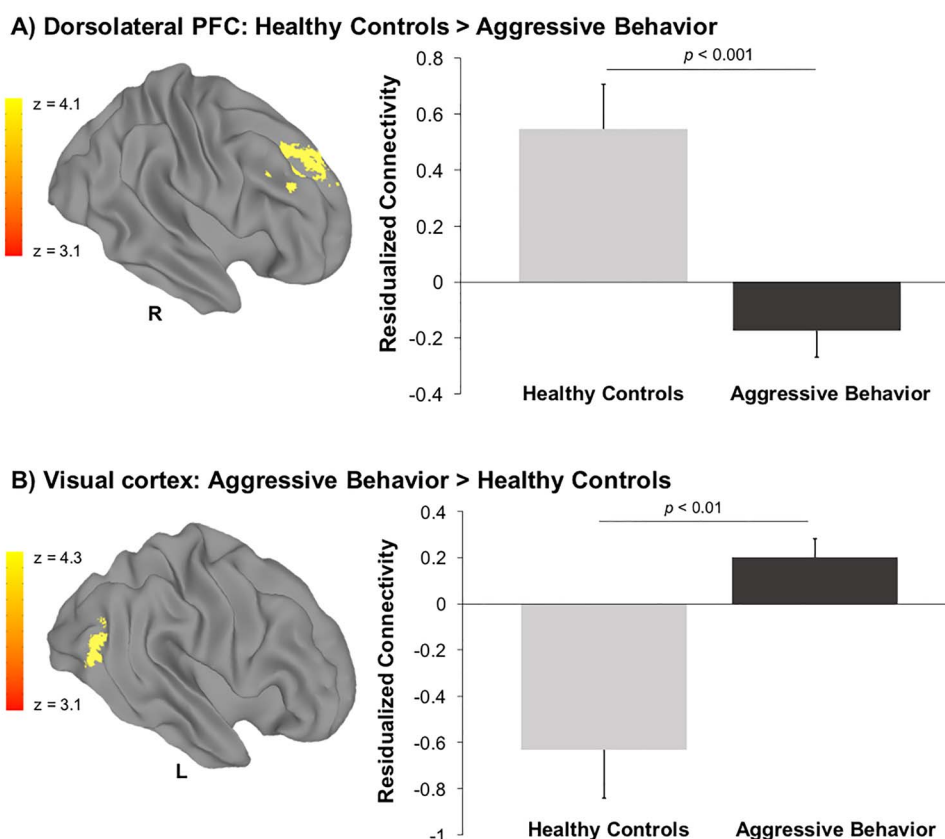 A) Dorsolateral PFC: Healthy Controls > Aggressive Behavior
z = 4.1
z = 3.1
R
Residualized Connectivity
0.8
0.6
0.4
0.2
0
-0.2
-0.4
p < 0.001
Healthy Controls
Aggressive Behavior
B) Visual cortex: Aggressive Behavior > Healthy Controls
z = 4.3
z = 3.1
L
Residualized Connectivity
0.4
0.2
0
-0.2
-0.4
-0.6
-0.8
-1
p < 0.01
Healthy Controls
Aggressive Behavior